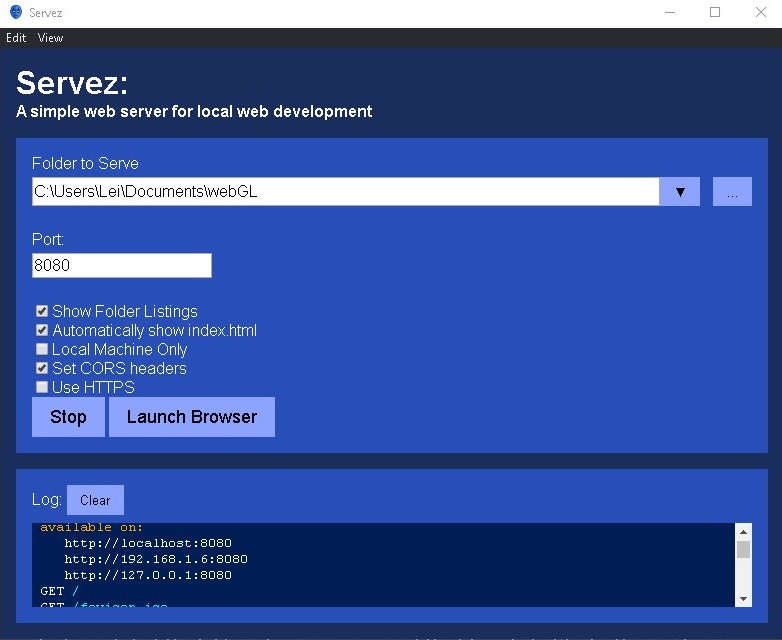 Servez
Edit View
Servez:
A simple web server for local web development
Folder to Serve
C:\Users\Lei\Documents\webGL ▼ ...
Port:
8080
Show Folder Listings
Automatically show index.html
Local Machine Only
Set CORS headers
Use HTTPS
Stop Launch Browser
Log: Clear
available on:
http://localhost:8080
http://192.168.1.6:8080
http://127.0.0.1:8080
GET /
GET /favicon.ico